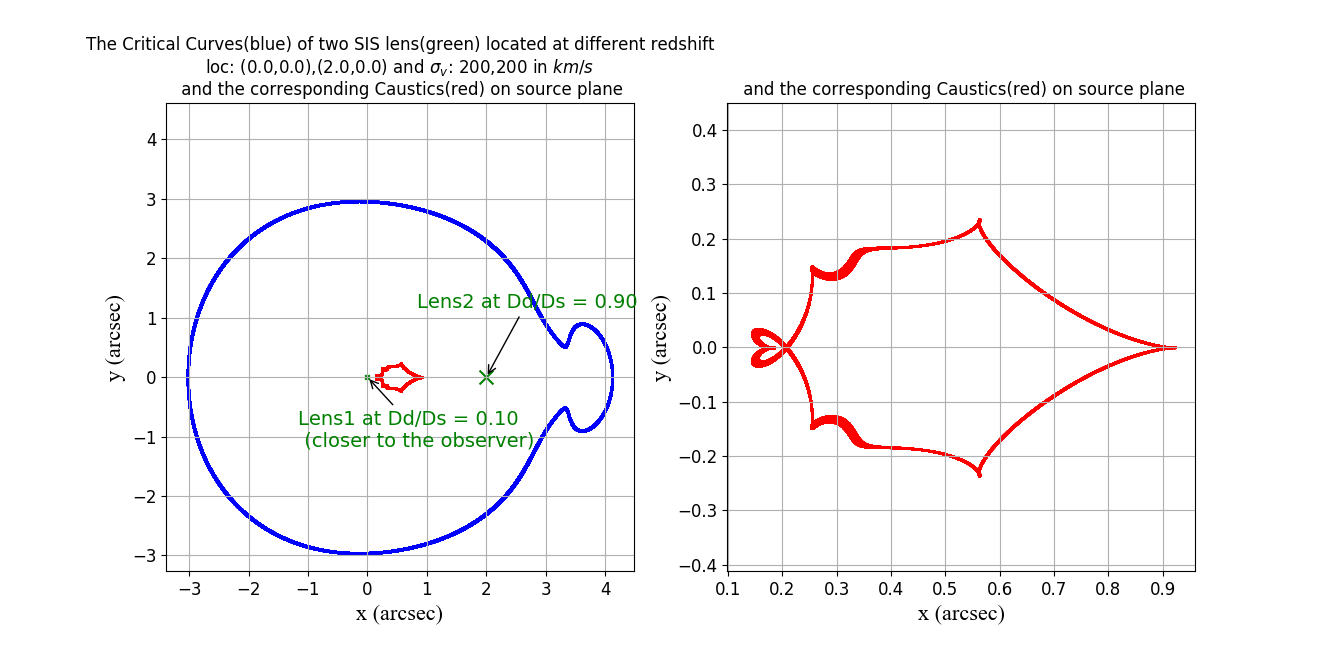 The Critical Curves(blue) of two SIS lens(green) located at different redshift
loc: (0.0,0.0),(2.0,0.0) and σv: 200,200 in km/s
and the corresponding Caustics(red) on source plane
4
3
2
1
0
−1
−2
−3
y (arcsec)
Lens2 at Dd/Ds = 0.90
Lens1 at Dd/Ds = 0.10
(closer to the observer)
−3 −2 −1 0 1 2 3 4
x (arcsec)
and the corresponding Caustics(red) on source plane
0.4
0.3
0.2
0.1
0.0
−0.1
−0.2
−0.3
−0.4
y (arcsec)
0.1 0.2 0.3 0.4 0.5 0.6 0.7 0.8 0.9
x (arcsec)